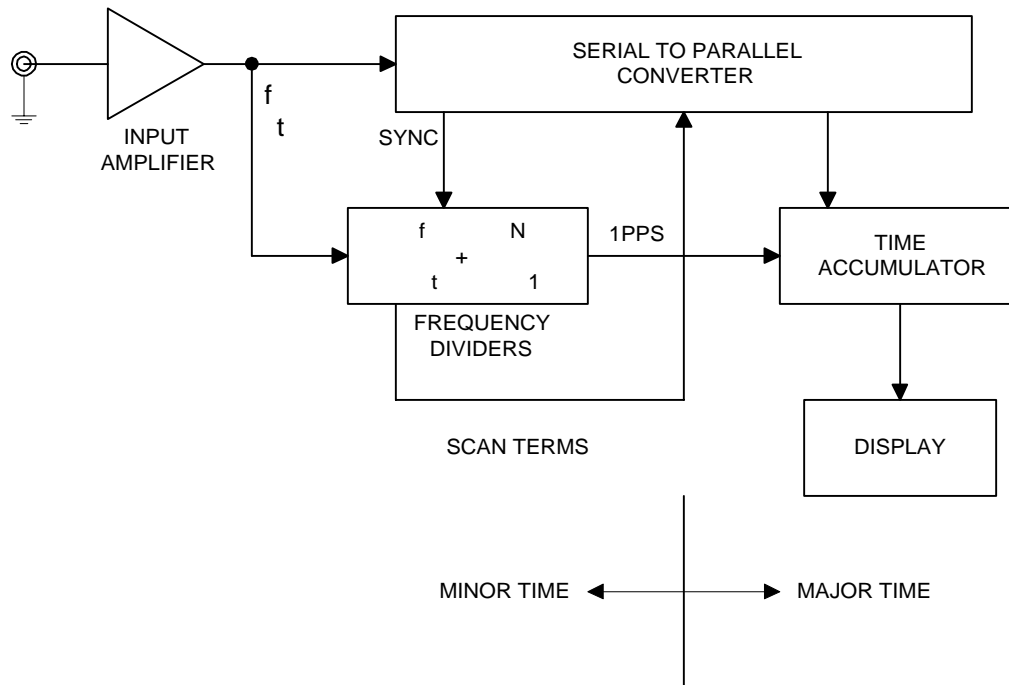 SERIAL TO PARALLEL
CONVERTER
f
t
INPUT
AMPLIFIER
SYNC
f N
+
t 1
1PPS
TIME
ACCUMULATOR
FREQUENCY
DIVIDERS
SCAN TERMS
DISPLAY
MINOR TIME
MAJOR TIME